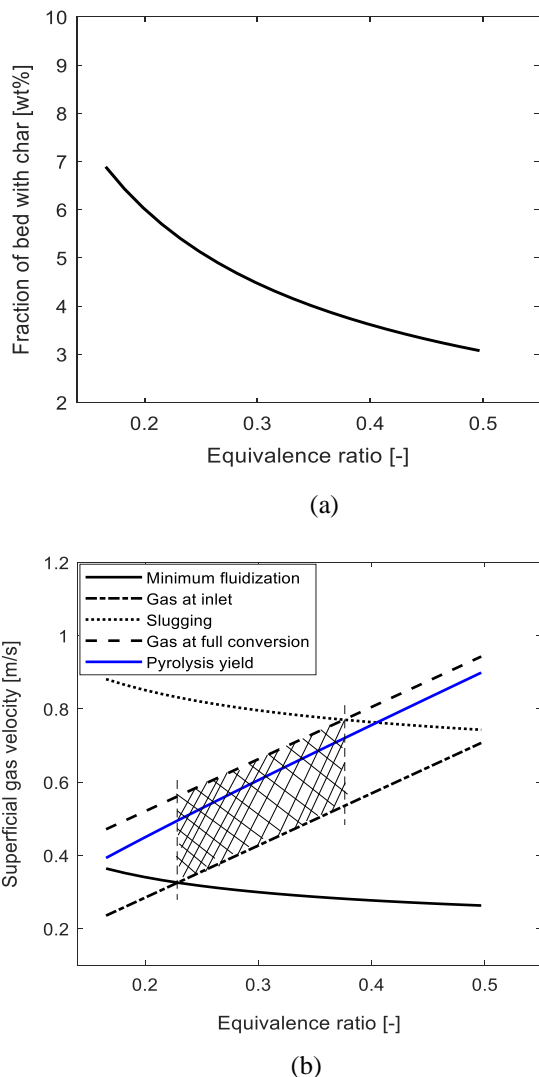 Fraction of bed with char [wt%]
10
9
8
7
6
5
4
3
2
0.2 0.3 0.4 0.5
Equivalence ratio [-]
(a)
Superficial gas velocity [m/s]
1.2
1
0.8
0.6
0.4
0.2
Minimum fluidization
Gas at inlet
Slugging
Gas at full conversion
Pyrolysis yield
0.2 0.3 0.4 0.5
Equivalence ratio [-]
(b)